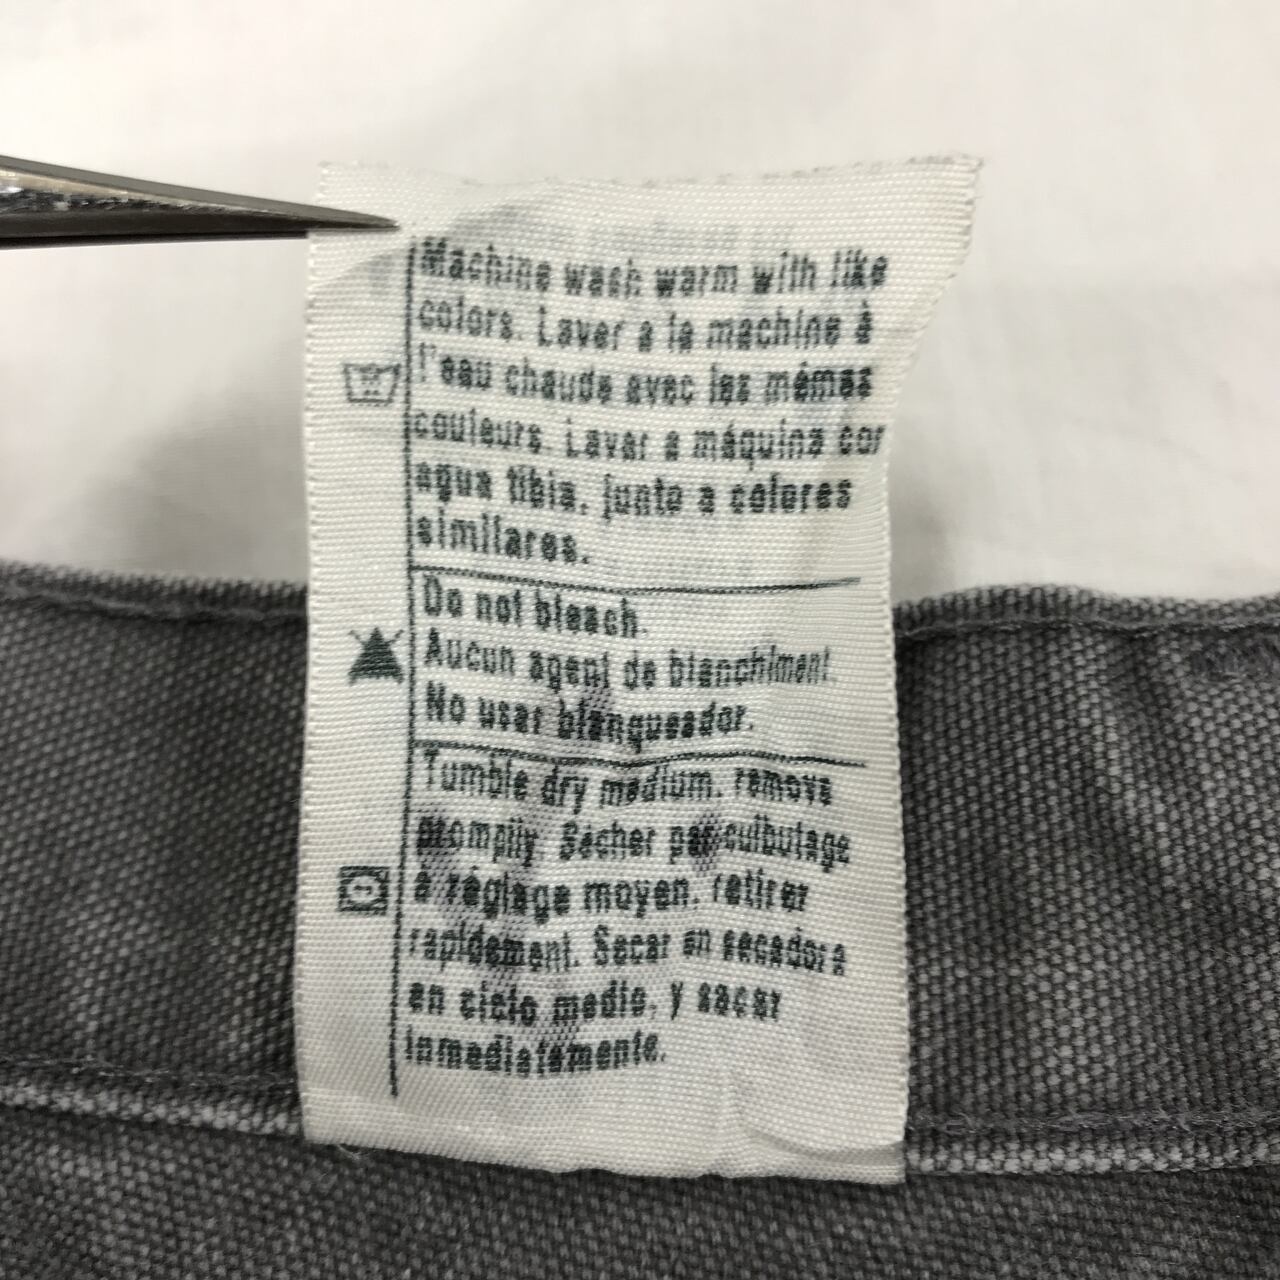 Machine wash warm with like
colors. Laver a la machine à
l'eau chaude avec les mémes
couleurs. Lavar a máquina con
agua tibia, junto a colores
similares.
Do not bleach.
Aucun agent de blanchiment.
No usar blanqueador.
Tumble dry medium, remove
promptly. Sécher par culbutage
à réglage moyen, retirer
rapidement. Secar en secadora
en ciclo medio, y sacar
inmediatamente.